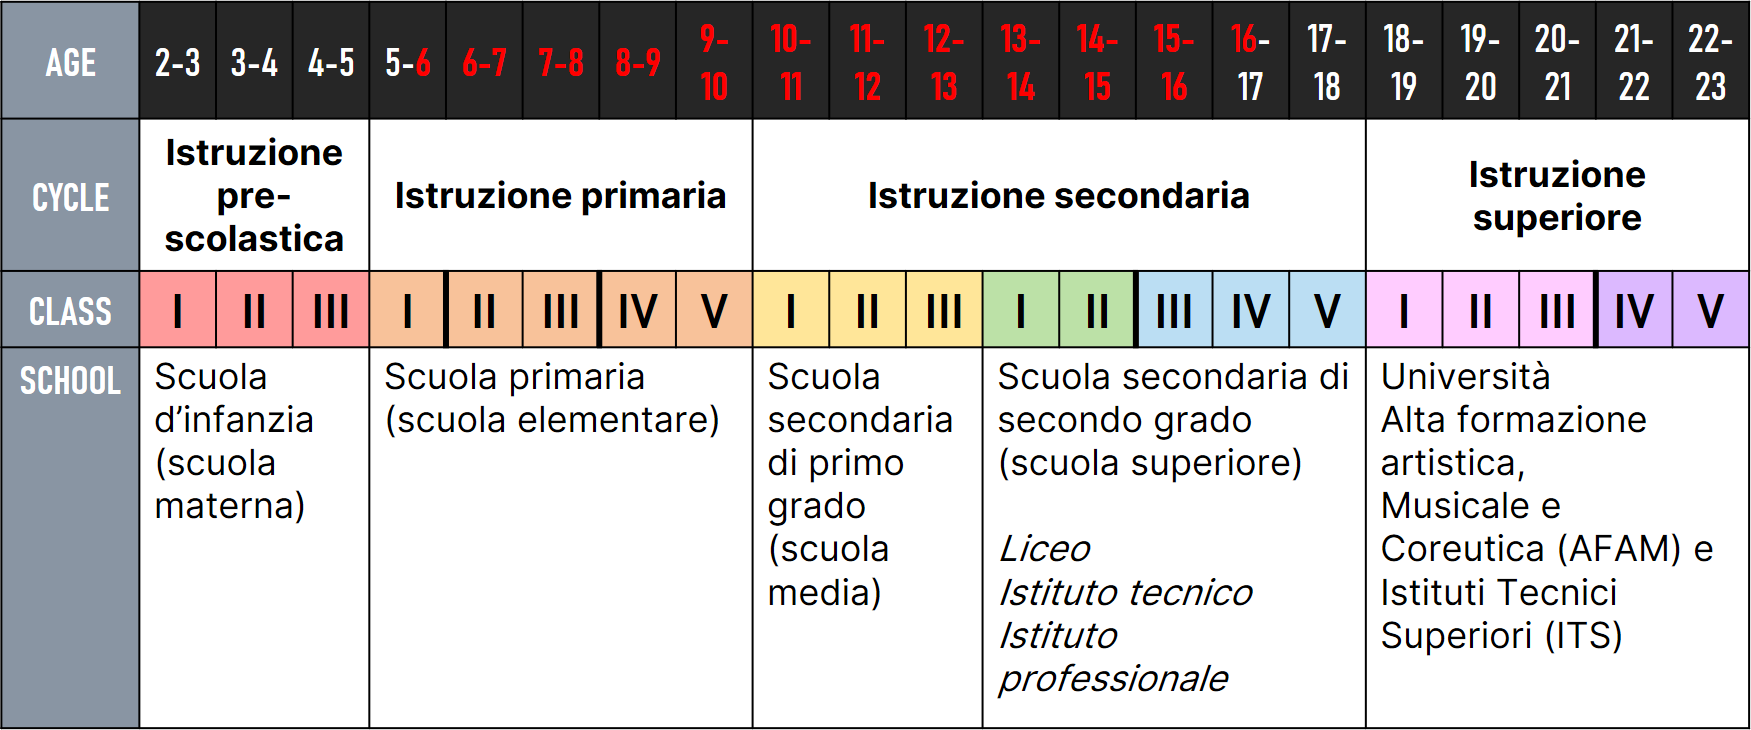 AGE 2-3 3-4 4-5 5-6 6-7 7-8 8-9 9-10 10-11 11-12 12-13 13-14 14-15 15-16 16-17 17-18 18-19 19-20 20-21 21-22 22-23
CYCLE
Istruzione
pre-
scolastica
Istruzione primaria
Istruzione secondaria
Istruzione
superiore
CLASS I II III I II III IV V I II III I II III IV V I II III IV V
SCHOOL
Scuola
d’infanzia
(scuola
materna)
Scuola primaria
(scuola elementare)
Scuola
secondaria
di primo
grado
(scuola
media)
Scuola secondaria di
secondo grado
(scuola superiore)
Liceo
Istituto tecnico
Istituto
professionale
Università
Alta formazione
artistica,
Musicale e
Coreutica (AFAM) e
Istituti Tecnici
Superiori (ITS)